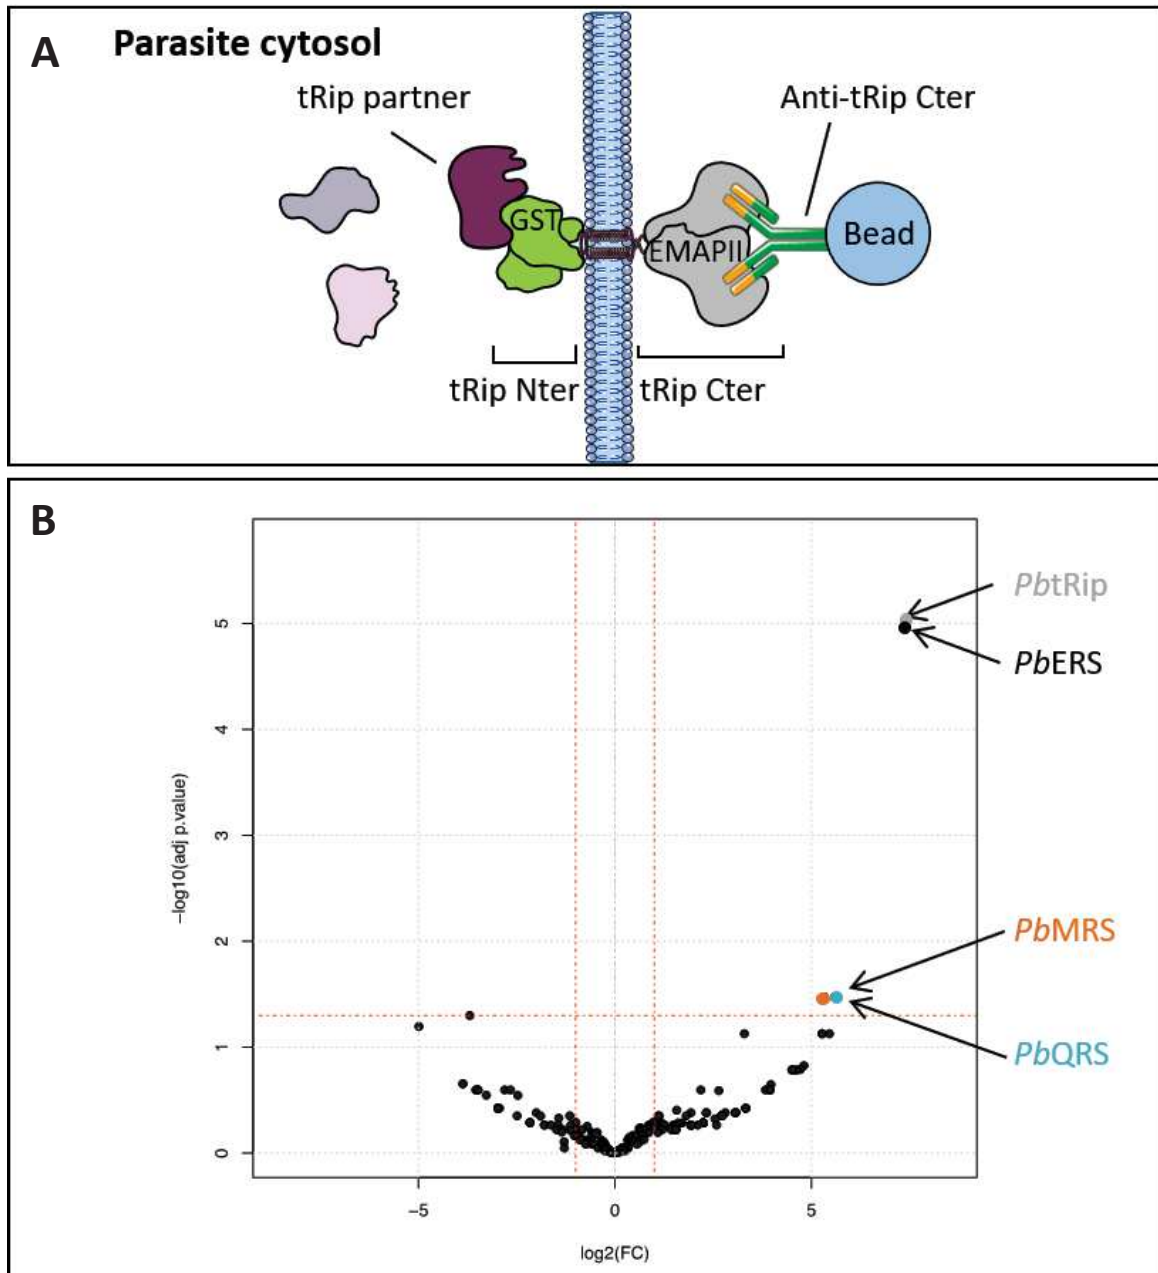 A
Parasite cytosol
tRip partner
Anti-tRip Cter
GST
EMAPII
Bead
tRip Nter
tRip Cter
B
PbtRip
PbERS
PbMRS
PbQRS
-log10(adj p.value)
5
4
3
2
1
0
-5
0
5
log2(FC)